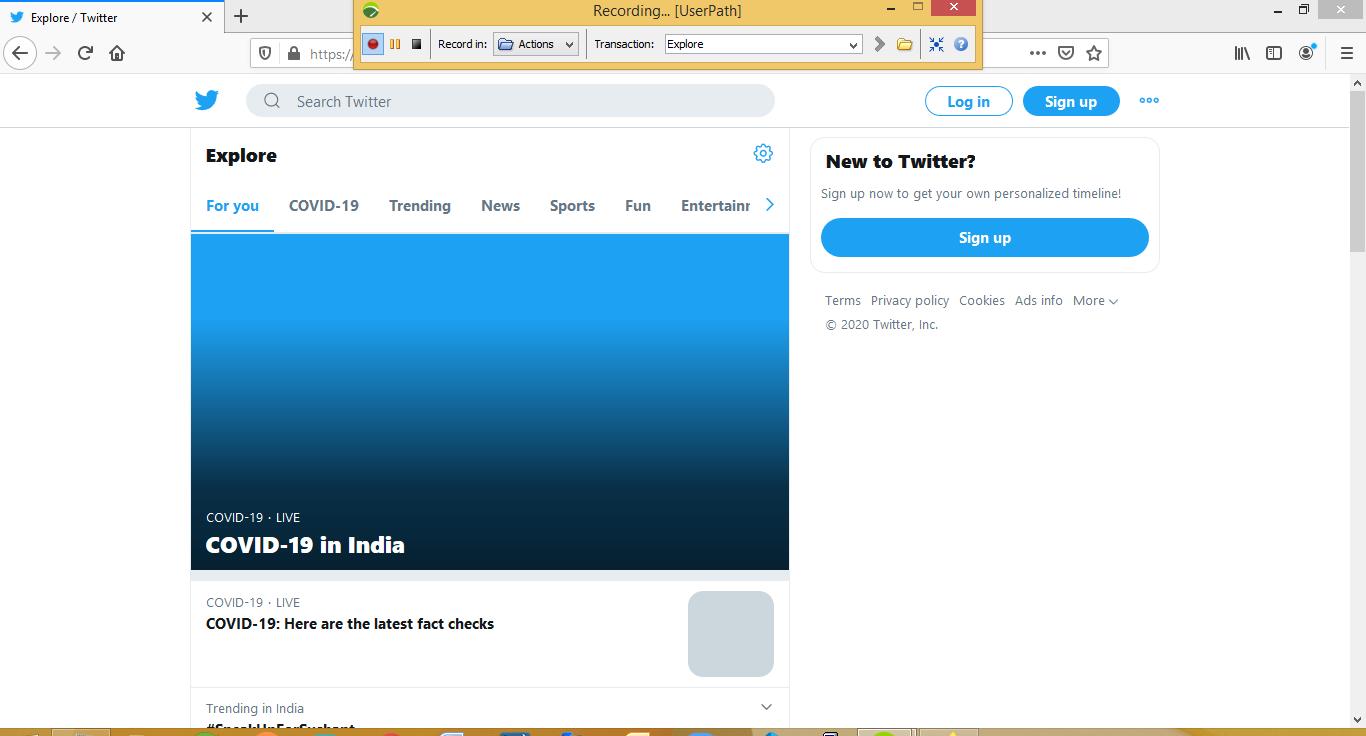 Explore / Twitter
Recording... [UserPath]
Record in: Actions Transaction: Explore
https:/
Search Twitter
Log in
Sign up
Explore
For you COVID-19 Trending News Sports Fun Entertainr
COVID-19 · LIVE
COVID-19 in India
COVID-19 · LIVE
COVID-19: Here are the latest fact checks
Trending in India
#SpeakUpForSushant
New to Twitter?
Sign up now to get your own personalized timeline!
Sign up
Terms Privacy policy Cookies Ads info More
© 2020 Twitter, Inc.